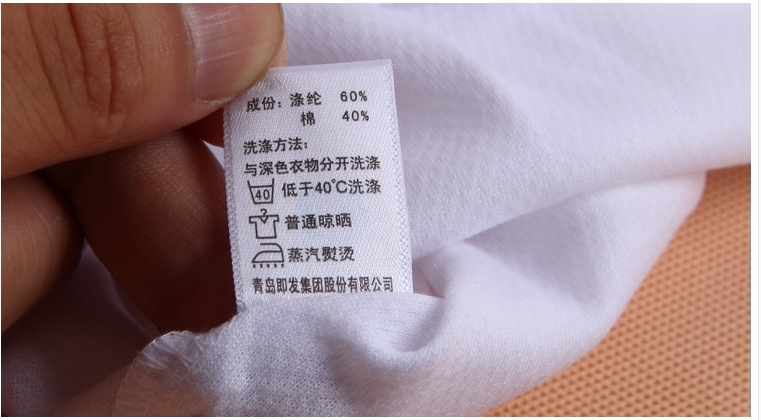 成份：涤纶 60%
棉 40%
洗涤方法：
与深色衣物分开洗涤
40 低于40℃洗涤
普通晾晒
蒸汽熨烫
青岛即发集团股份有限公司